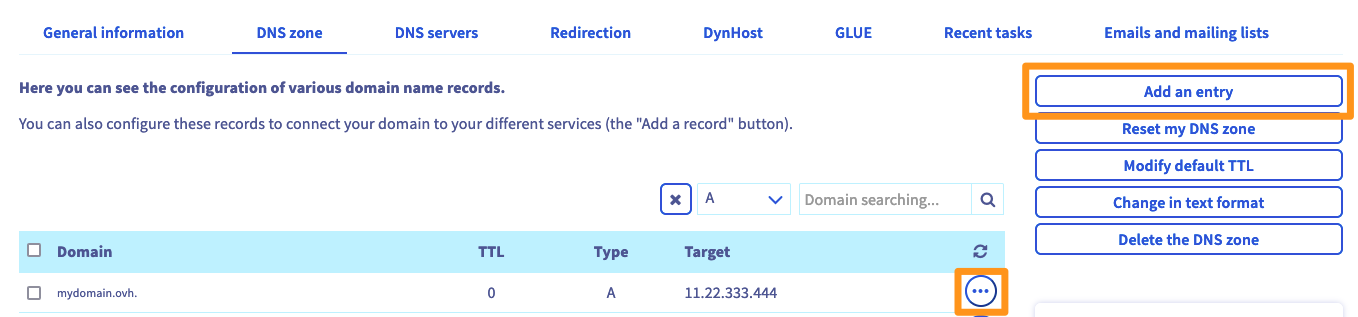 General information DNS zone DNS servers Redirection DynHost GLUE Recent tasks Emails and mailing lists
Here you can see the configuration of various domain name records.
You can also configure these records to connect your domain to your different services (the "Add a record" button).
Add an entry
Reset my DNS zone
Modify default TTL
Change in text format
Delete the DNS zone
A Domain searching...
Domain TTL Type Target
mydomain.ovh. 0 A 11.22.333.444